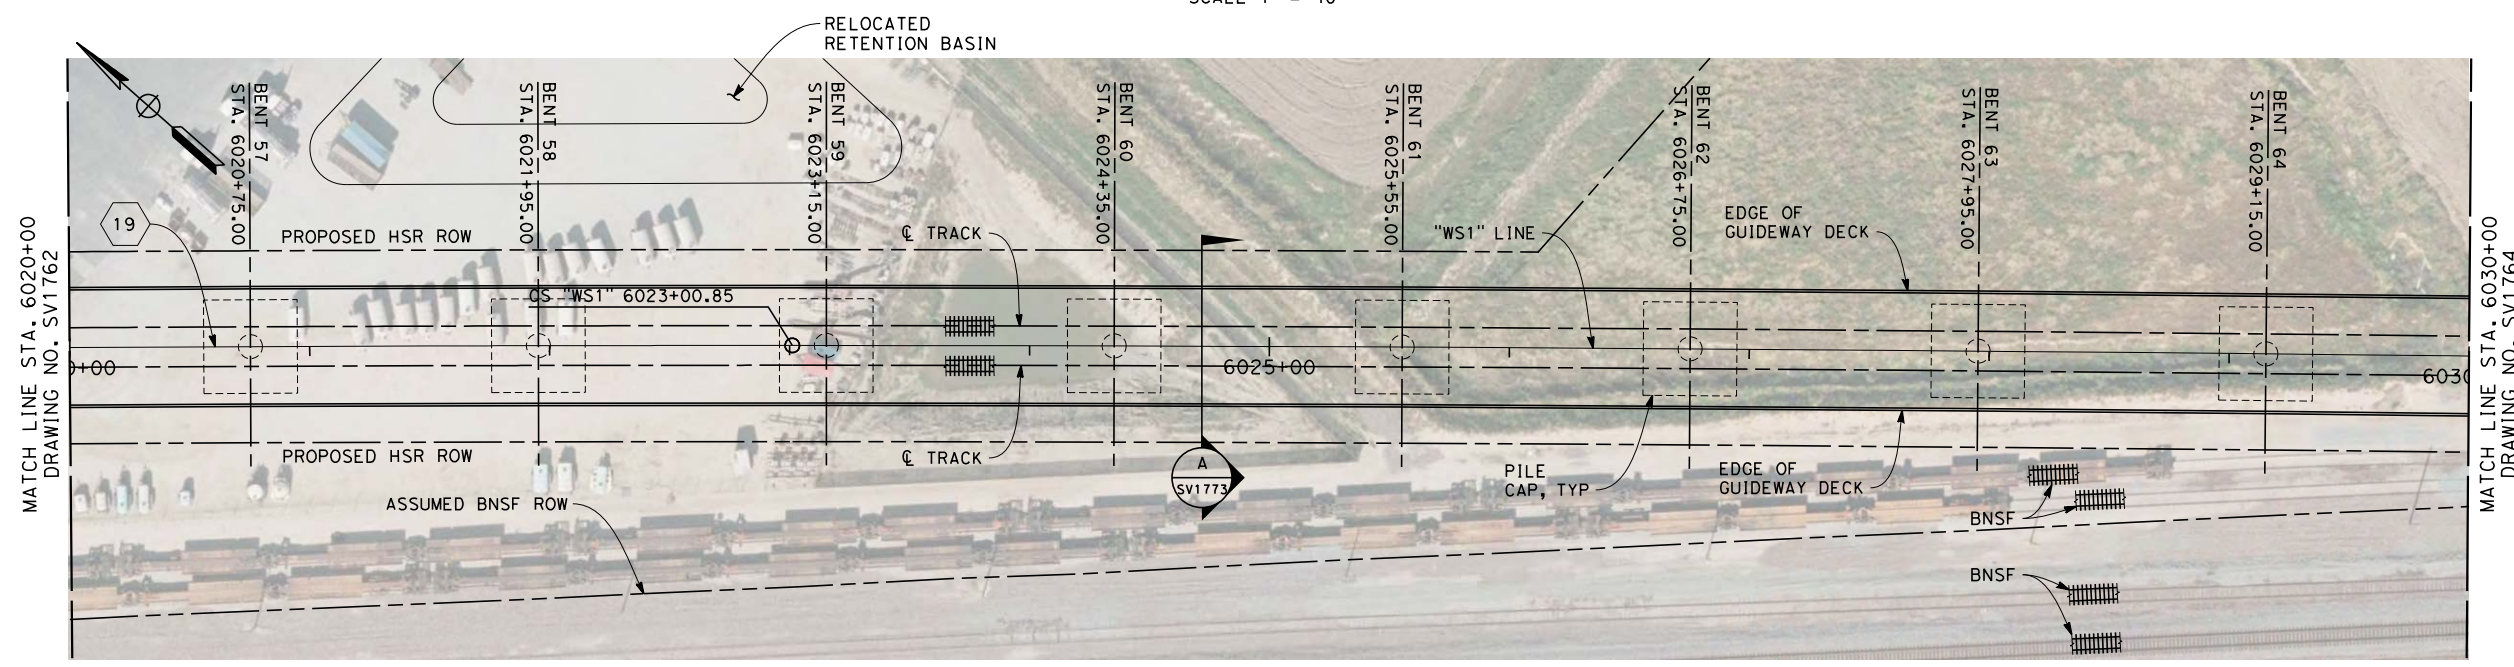 RELOCATED
RETENTION BASIN
BENT 57
STA. 6020+75.00
BENT 58
STA. 6021+95.00
BENT 59
STA. 6023+15.00
BENT 60
STA. 6024+35.00
BENT 61
STA. 6025+55.00
BENT 62
STA. 6026+75.00
BENT 63
STA. 6027+95.00
BENT 64
STA. 6029+15.00
19
PROPOSED HSR ROW
℄ TRACK
"WS1" LINE
EDGE OF
GUIDEWAY DECK
MATCH LINE STA. 6020+00
DRAWING NO. SV1762
CS "WS1" 6023+00.85
0+00
6025+00
6030
MATCH LINE STA. 6030+00
DRAWING NO. SV1764
PROPOSED HSR ROW
℄ TRACK
A
SV1773
PILE
CAP, TYP
EDGE OF
GUIDEWAY DECK
ASSUMED BNSF ROW
BNSF
BNSF